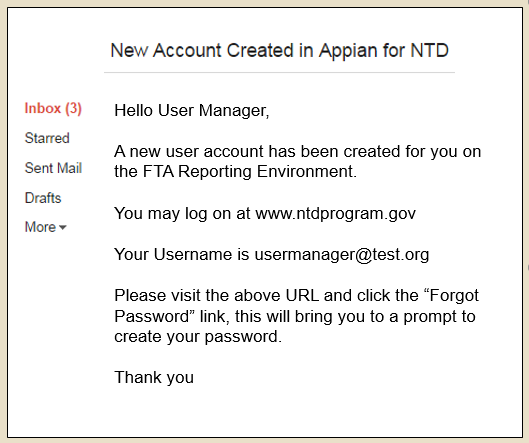 New Account Created in Appian for NTD
Inbox (3)
Starred
Sent Mail
Drafts
More
Hello User Manager,
A new user account has been created for you on
the FTA Reporting Environment.
You may log on at www.ntdprogram.gov
Your Username is usermanager@test.org
Please visit the above URL and click the “Forgot
Password” link, this will bring you to a prompt to
create your password.
Thank you